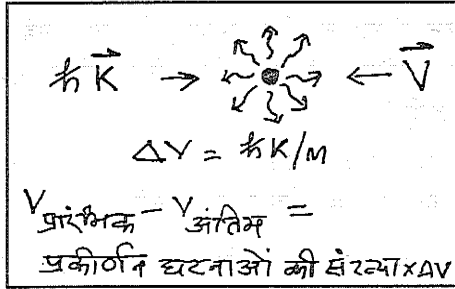 ℏK⃗ → ← V⃗
ΔV = ℏK/M
Vप्रारंभिक - Vअंतिम =
प्रकीर्णन घटनाओं की संख्या×ΔV